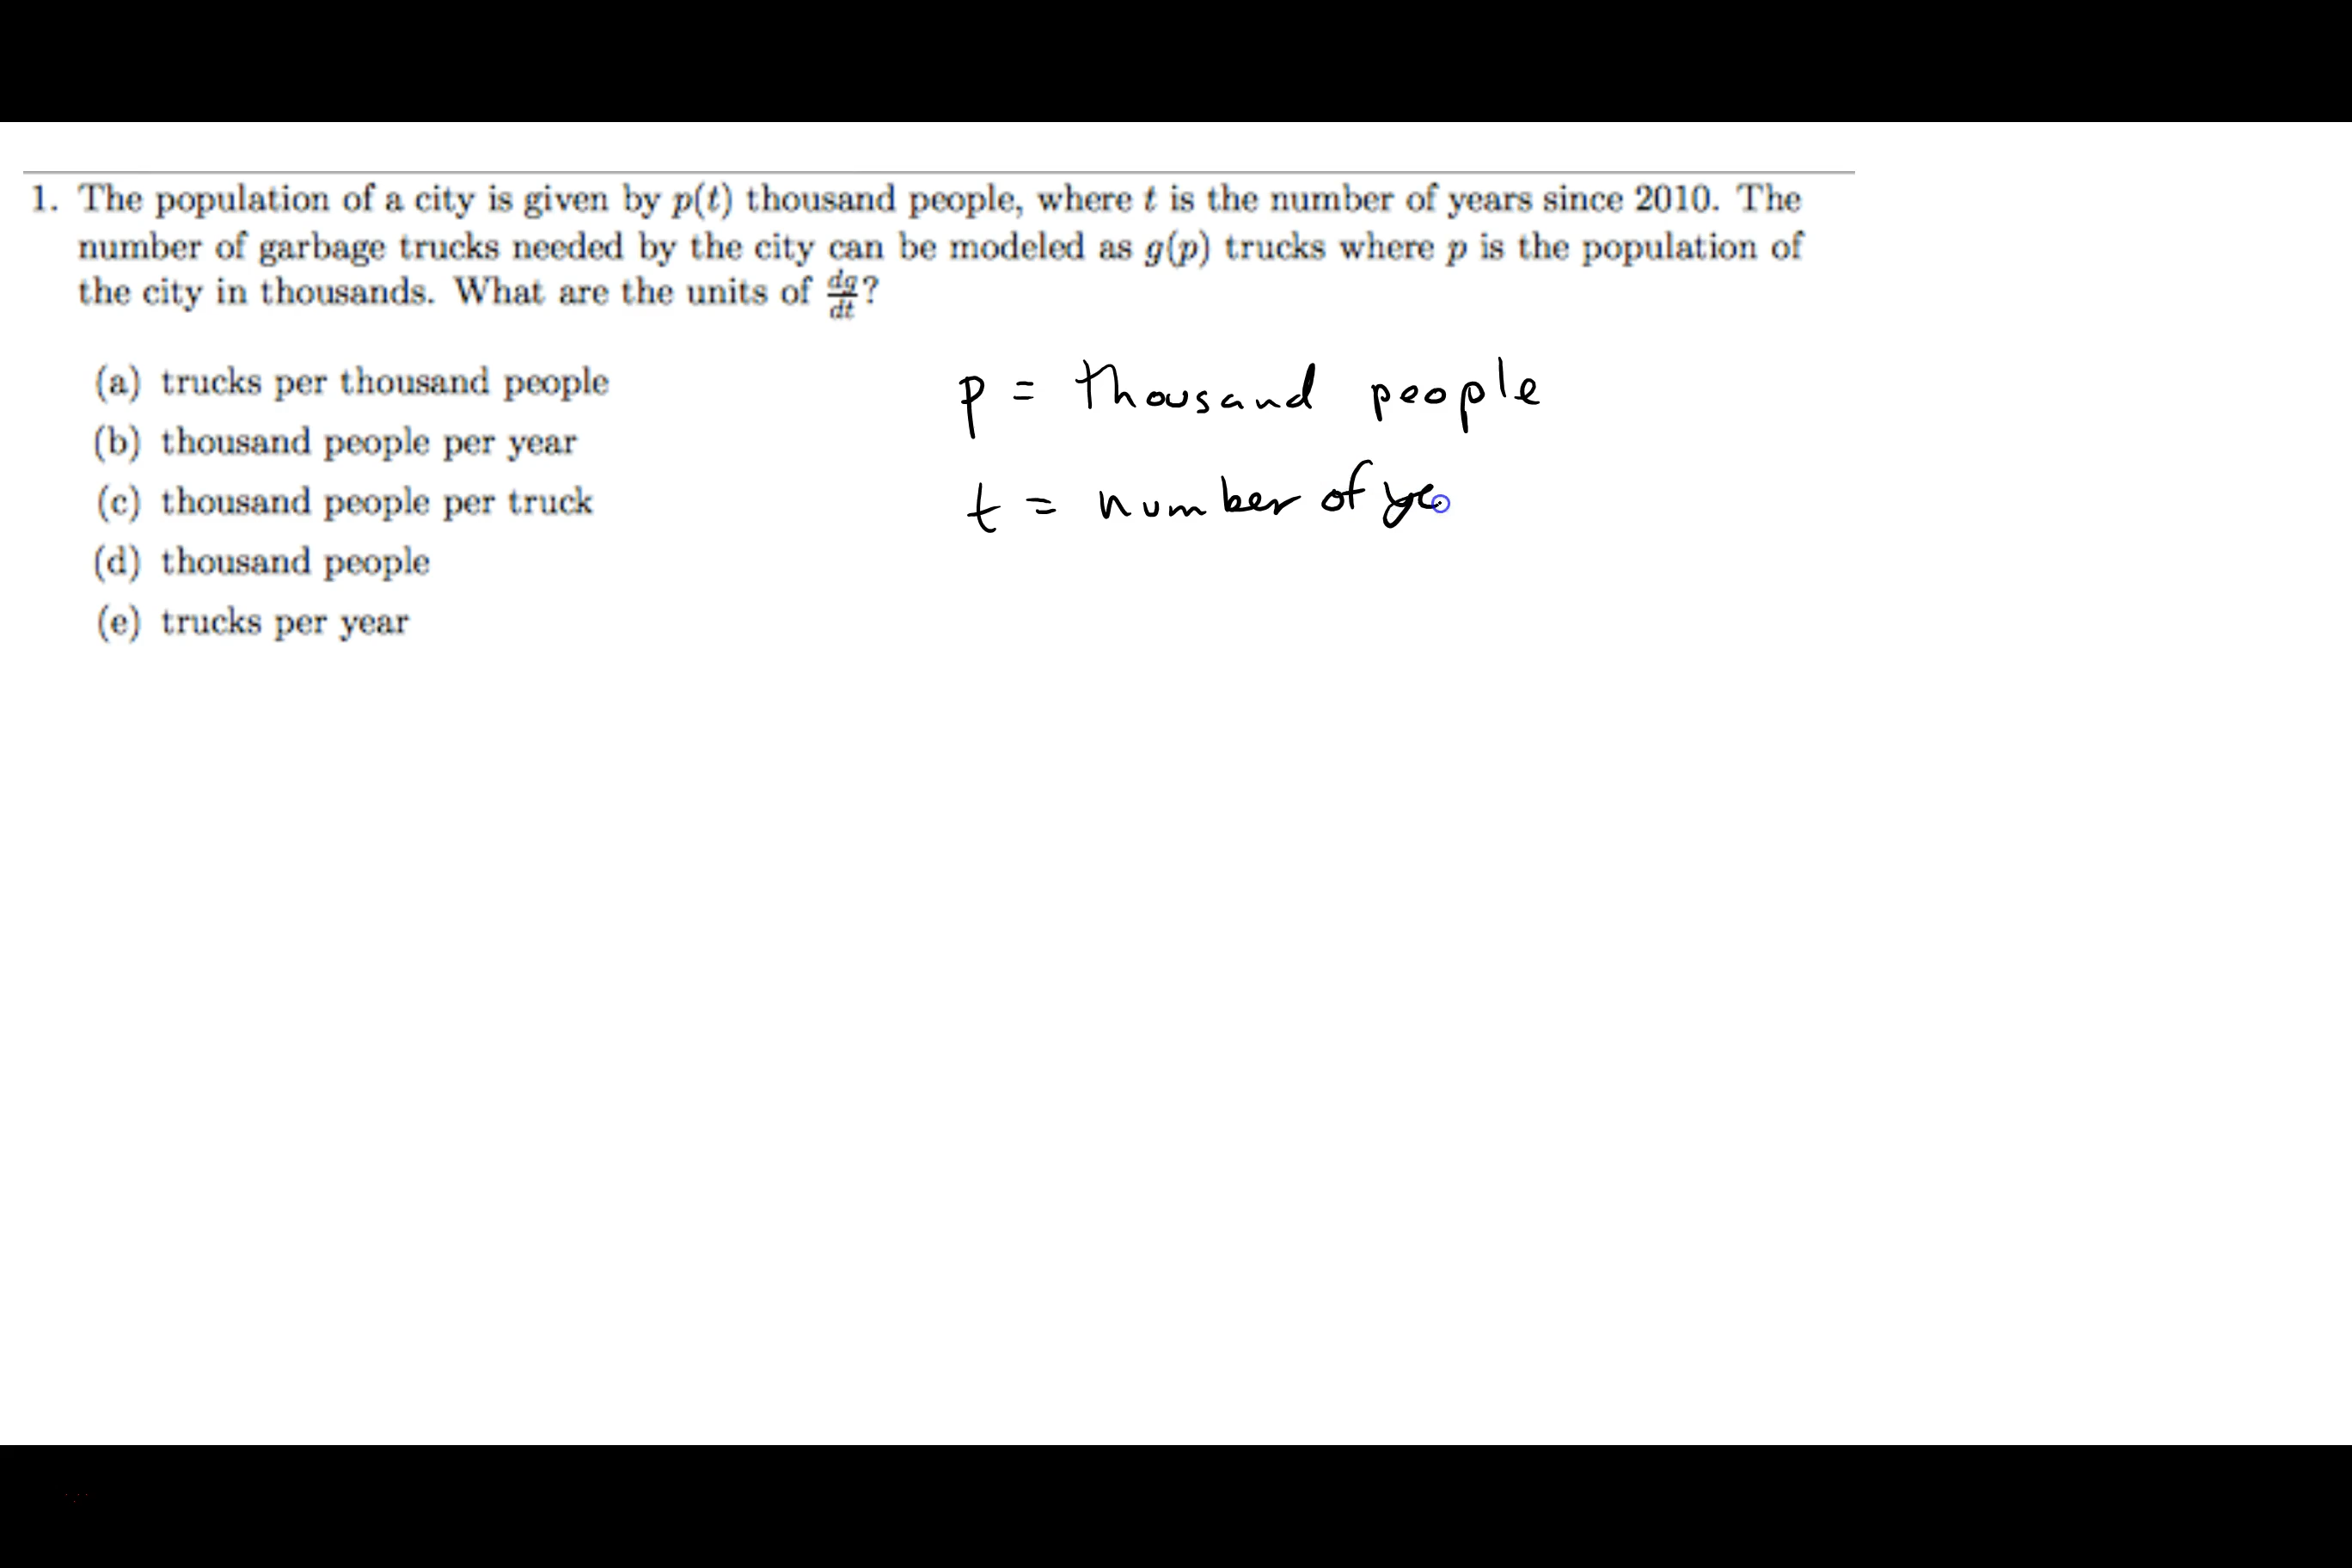 1. The population of a city is given by p(t) thousand people, where t is the number of years since 2010. The
number of garbage trucks needed by the city can be modeled as g(p) trucks where p is the population of
the city in thousands. What are the units of dg/dt?
(a) trucks per thousand people
(b) thousand people per year
(c) thousand people per truck
(d) thousand people
(e) trucks per year
p = thousand people
t = number of ye